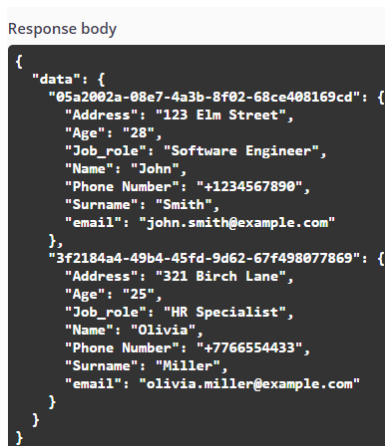 Response body
{
  "data": {
    "05a2002a-08e7-4a3b-8f02-68ce408169cd": {
      "Address": "123 Elm Street",
      "Age": "28",
      "Job_role": "Software Engineer",
      "Name": "John",
      "Phone Number": "+1234567890",
      "Surname": "Smith",
      "email": "john.smith@example.com"
    },
    "3f2184a4-49b4-45fd-9d62-67f498077869": {
      "Address": "321 Birch Lane",
      "Age": "25",
      "Job_role": "HR Specialist",
      "Name": "Olivia",
      "Phone Number": "+7766554433",
      "Surname": "Miller",
      "email": "olivia.miller@example.com"
    }
  }
}